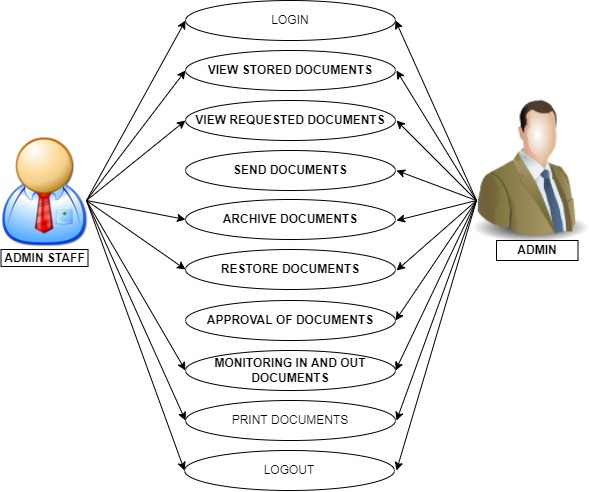 LOGIN
VIEW STORED DOCUMENTS
VIEW REQUESTED DOCUMENTS
SEND DOCUMENTS
ARCHIVE DOCUMENTS
RESTORE DOCUMENTS
APPROVAL OF DOCUMENTS
MONITORING IN AND OUT
DOCUMENTS
PRINT DOCUMENTS
LOGOUT
ADMIN STAFF
ADMIN